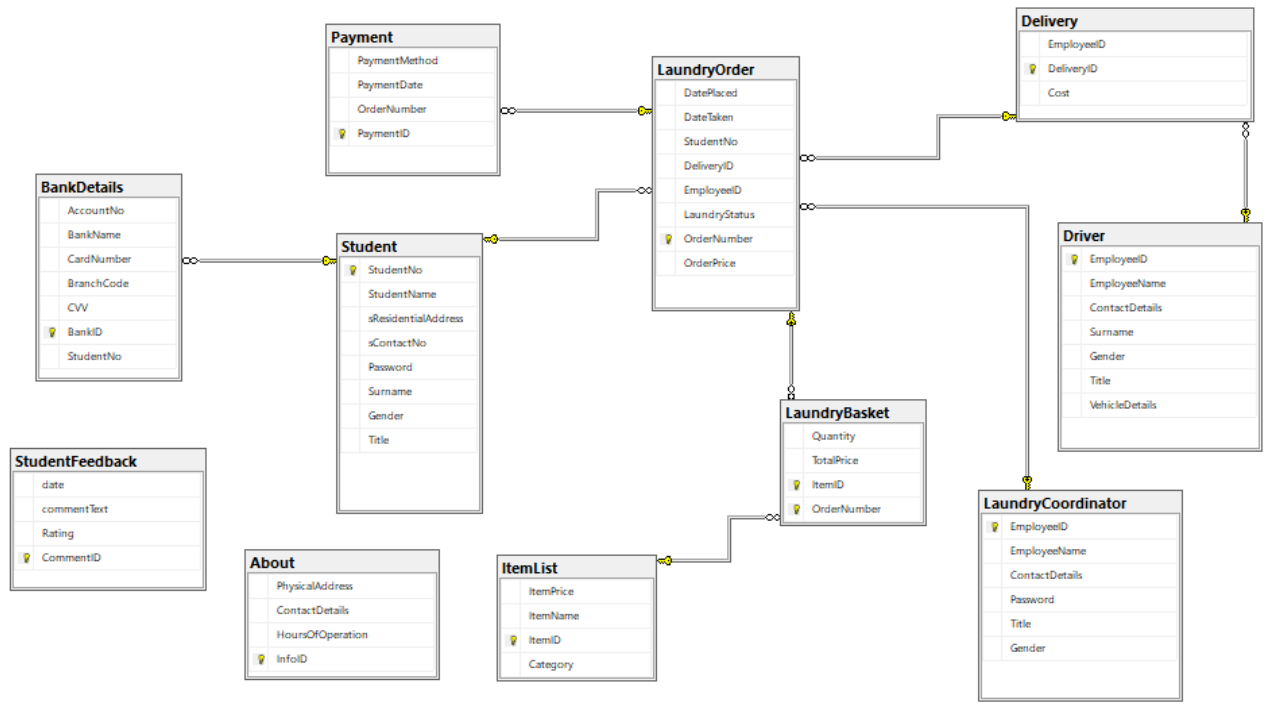 Payment
PaymentMethod
PaymentDate
OrderNumber
PaymentID
LaundryOrder
DatePlaced
DateTaken
StudentNo
DeliveryID
EmployeeID
LaundryStatus
OrderNumber
OrderPrice
Delivery
EmployeeID
DeliveryID
Cost
BankDetails
AccountNo
BankName
CardNumber
BranchCode
CVV
BankID
StudentNo
Student
StudentNo
StudentName
sResidentialAddress
sContactNo
Password
Surname
Gender
Title
Driver
EmployeeID
EmployeeName
ContactDetails
Surname
Gender
Title
VehicleDetails
LaundryBasket
Quantity
TotalPrice
ItemID
OrderNumber
StudentFeedback
date
commentText
Rating
CommentID
About
PhysicalAddress
ContactDetails
HoursOfOperation
InfoID
ItemList
ItemPrice
ItemName
ItemID
Category
LaundryCoordinator
EmployeeID
EmployeeName
ContactDetails
Password
Title
Gender